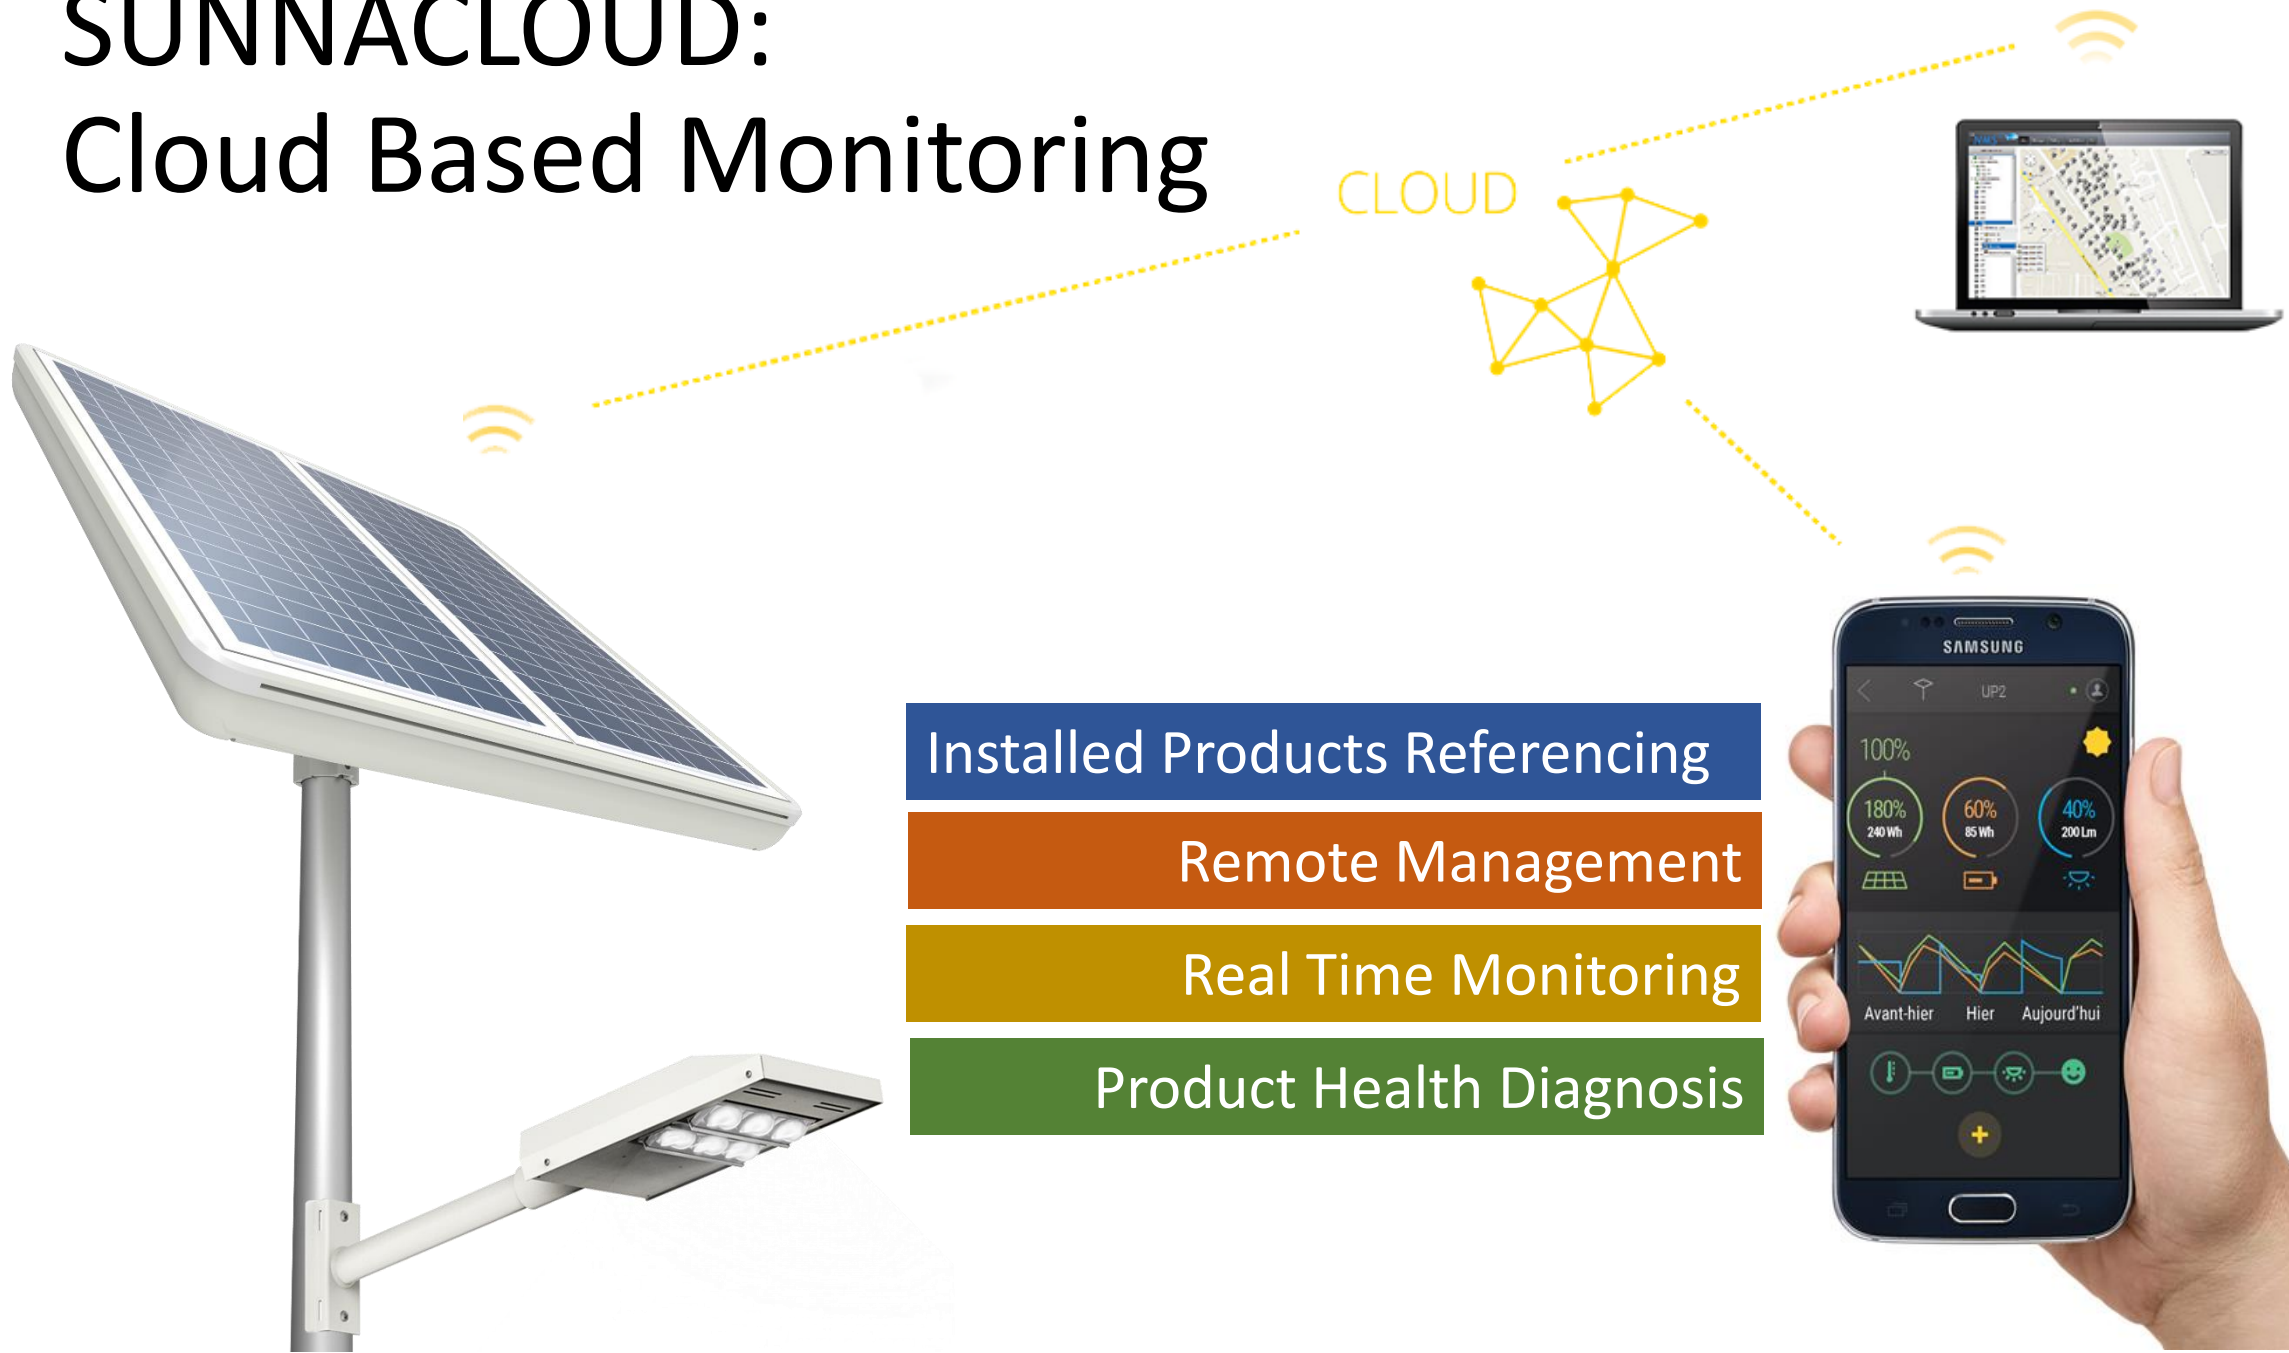 SUNNACLOUD:
Cloud Based Monitoring
CLOUD
Installed Products Referencing
Remote Management
Real Time Monitoring
Product Health Diagnosis
SAMSUNG
UP2
100%
180% 60% 40%
240 Wh 85 Wh 200 Lm
Avant-hier Hier Aujourd'hui